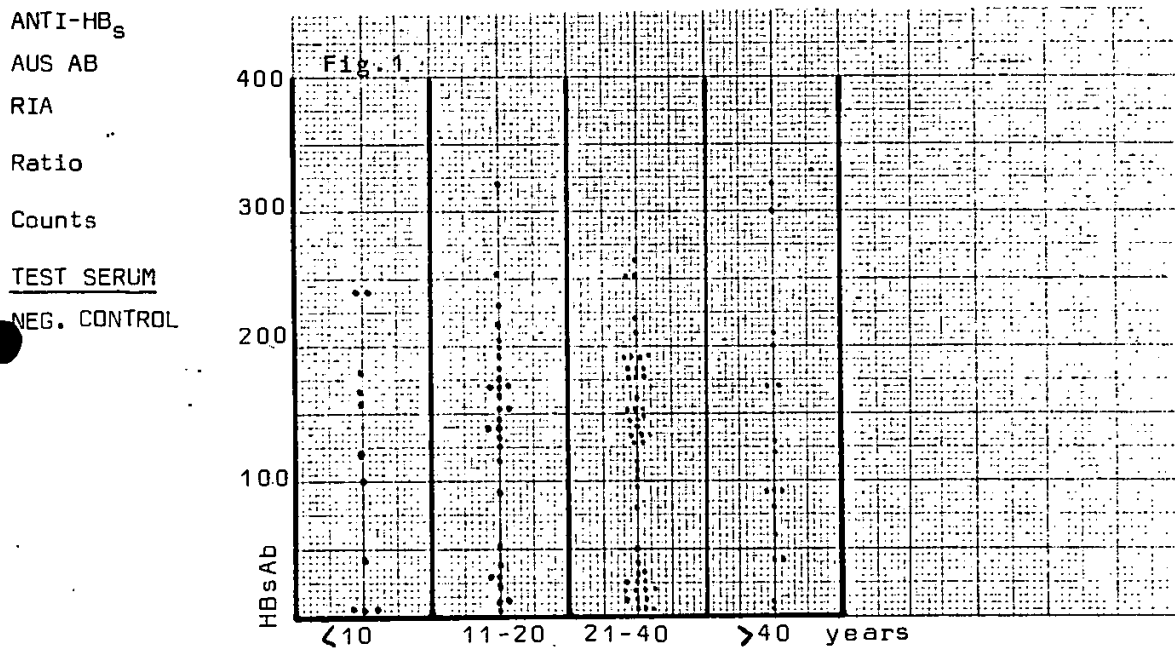 ANTI-HBs
AUS AB
RIA
Ratio
Counts
TEST SERUM
NEG. CONTROL
Fig.1
400
300
200
100
HBsAb
<10 11-20 21-40 >40 years